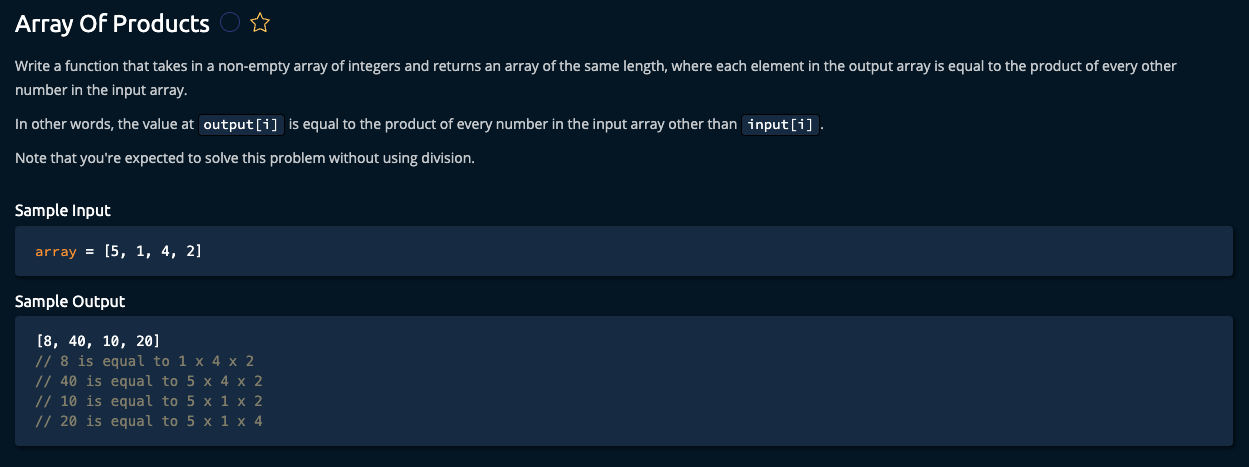 Array Of Products
Write a function that takes in a non-empty array of integers and returns an array of the same length, where each element in the output array is equal to the product of every other
number in the input array.
In other words, the value at output[i] is equal to the product of every number in the input array other than input[i].
Note that you're expected to solve this problem without using division.
Sample Input
array = [5, 1, 4, 2]
Sample Output
[8, 40, 10, 20]
// 8 is equal to 1 x 4 x 2
// 40 is equal to 5 x 4 x 2
// 10 is equal to 5 x 1 x 2
// 20 is equal to 5 x 1 x 4